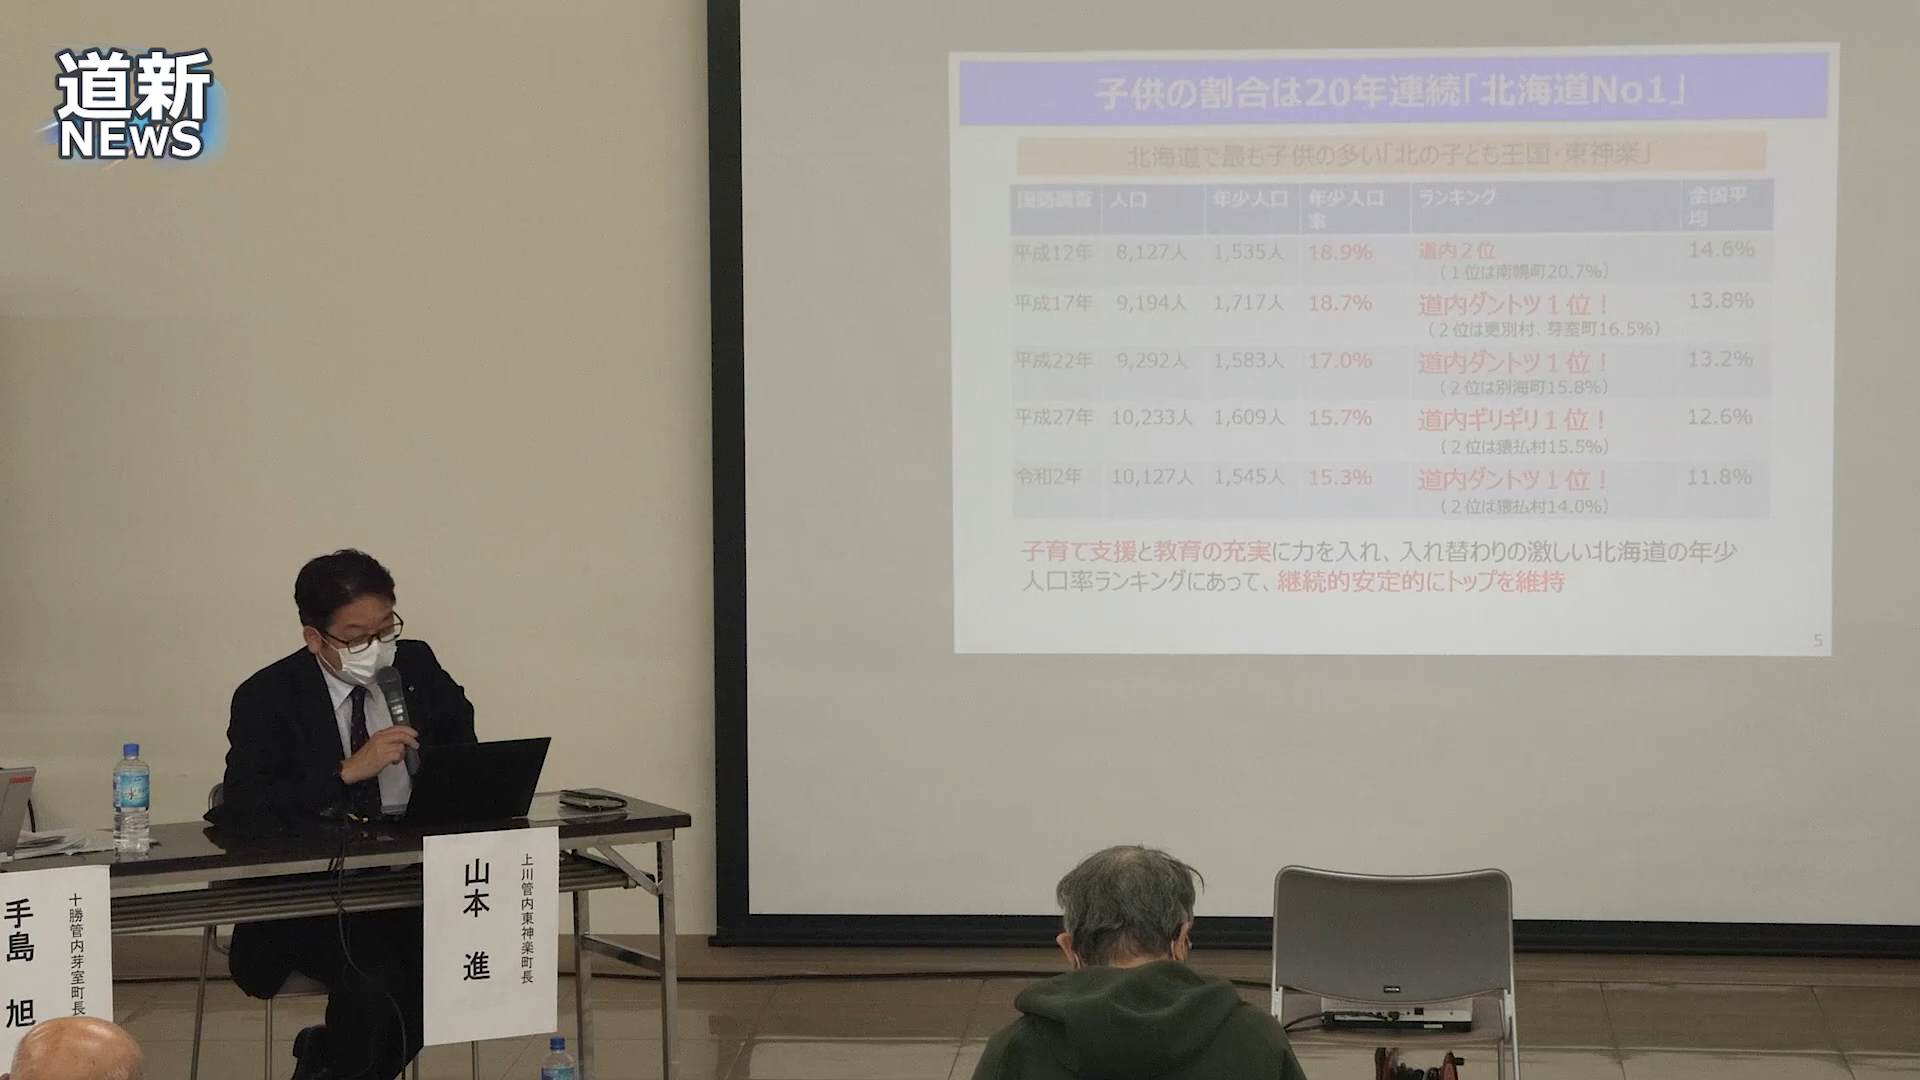 道新
NEWS
子供の割合は20年連続「北海道No1」
北海道で最も子供の多い「北の子ども王国・東神楽」
国勢調査 人口 年少人口 年少人口率 ランキング 全国平均
平成12年 8,127人 1,535人 18.9% 道内2位 14.6%
(1位は南幌町20.7%)
平成17年 9,194人 1,717人 18.7% 道内ダントツ1位！ 13.8%
(2位は更別村、芽室町16.5%)
平成22年 9,292人 1,583人 17.0% 道内ダントツ1位！ 13.2%
(2位は別海町15.8%)
平成27年 10,233人 1,609人 15.7% 道内ギリギリ1位！ 12.6%
(2位は猿払村15.5%)
令和2年 10,127人 1,545人 15.3% 道内ダントツ1位！ 11.8%
(2位は猿払村14.0%)
子育て支援と教育の充実に力を入れ、入れ替わりの激しい北海道の年少
人口率ランキングにあって、継続的安定的にトップを維持
5
上川管内東神楽町長
山本 進
十勝管内芽室町長
手島 旭